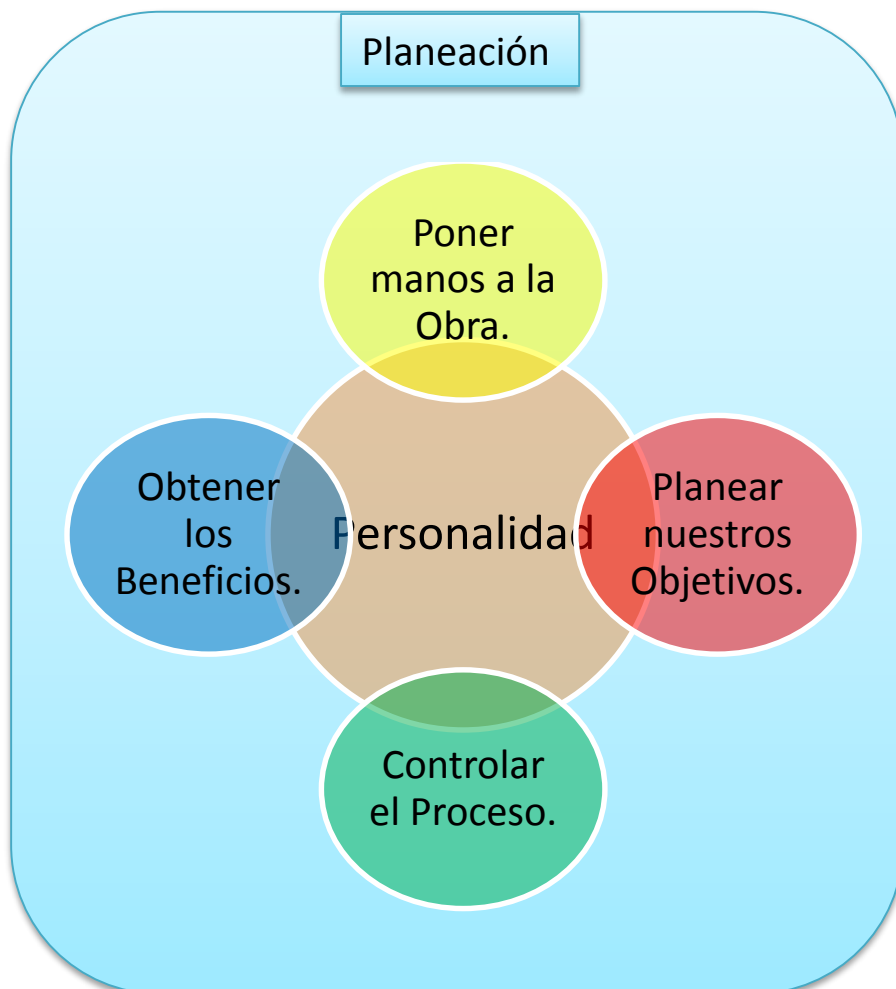 Planeación
Poner
manos a la
Obra.
Obtener
los
Beneficios.
Personalidad
Planear
nuestros
Objetivos.
Controlar
el Proceso.